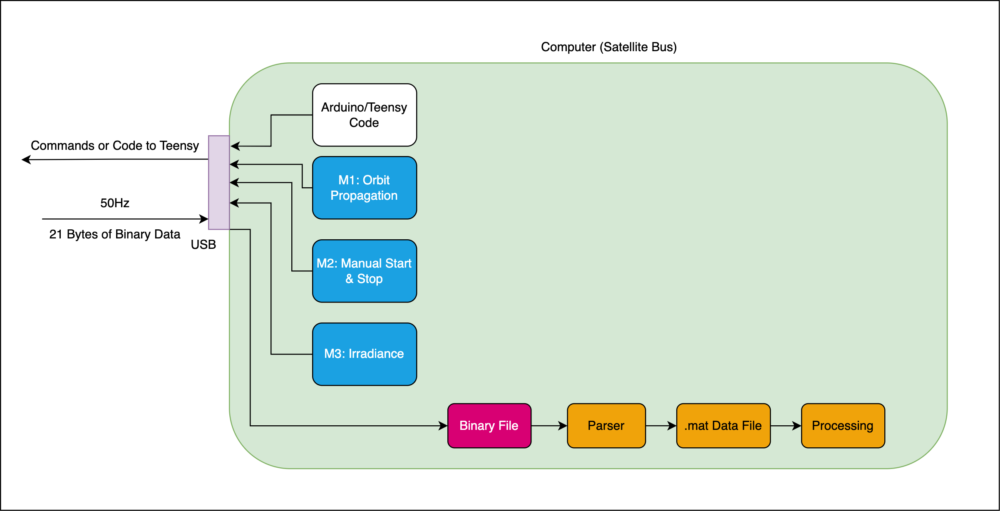 Computer (Satellite Bus)
Arduino/Teensy
Code
Commands or Code to Teensy
M1: Orbit
Propagation
50Hz
21 Bytes of Binary Data
USB
M2: Manual Start
& Stop
M3: Irradiance
Binary File
Parser
.mat Data File
Processing